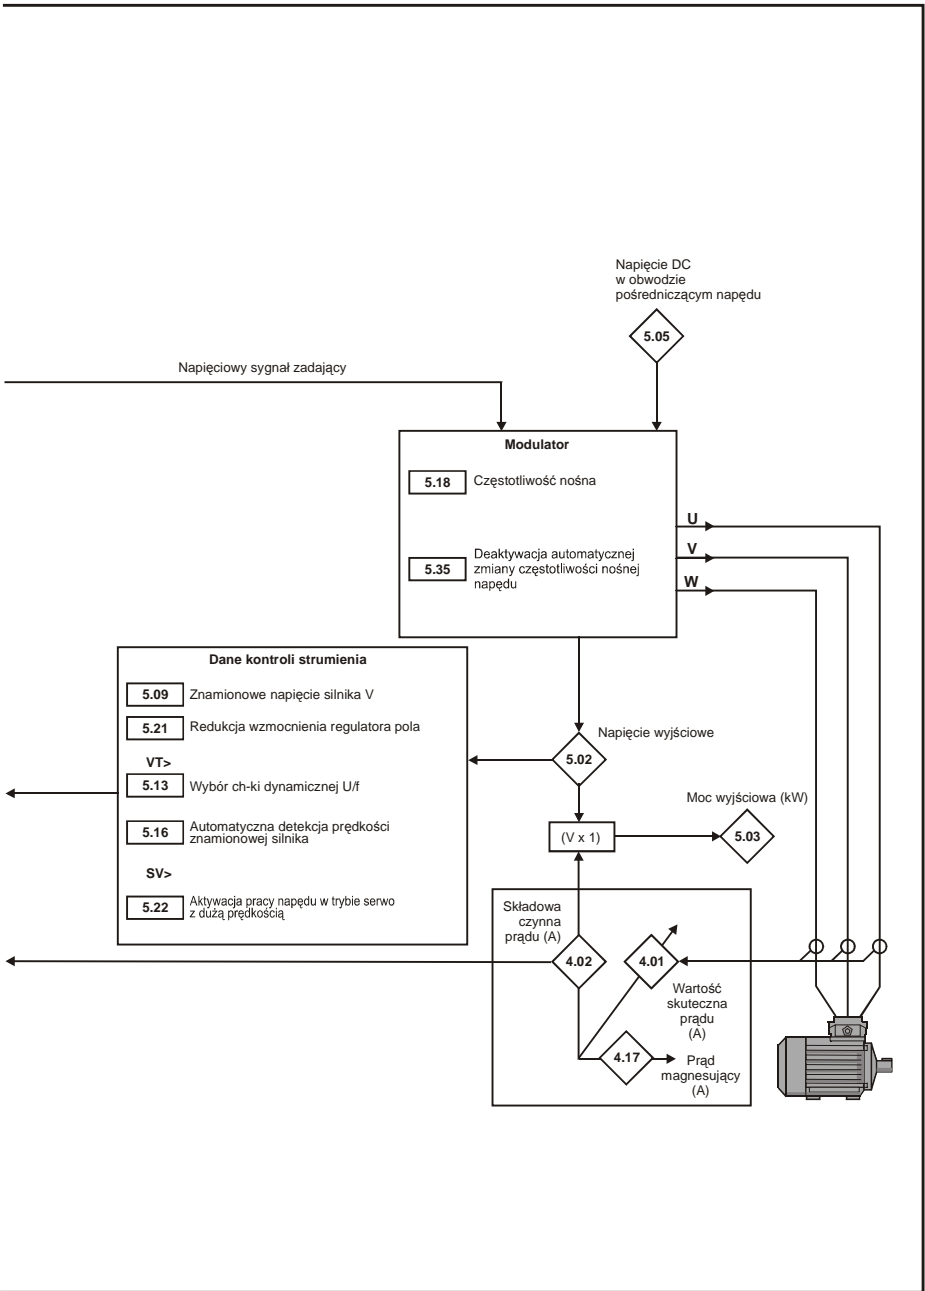 Napięcie DC
w obwodzie
pośredniczącym napędu
5.05
Napięciowy sygnał zadający
Modulator
5.18 Częstotliwość nośna
5.35 Deaktywacja automatycznej
zmiany częstotliwości nośnej
napędu
U
V
W
Dane kontroli strumienia
5.09 Znamionowe napięcie silnika V
5.21 Redukcja wzmocnienia regulatora pola
VT>
5.13 Wybór ch-ki dynamicznej U/f
5.16 Automatyczna detekcja prędkości
znamionowej silnika
SV>
5.22 Aktywacja pracy napędu w trybie serwo
z dużą prędkością
Napięcie wyjściowe
5.02
Moc wyjściowa (kW)
(V x 1)
5.03
Składowa
czynna
prądu (A)
4.02
4.01
Wartość
skuteczna
prądu
(A)
4.17
Prąd
magnesujący
(A)